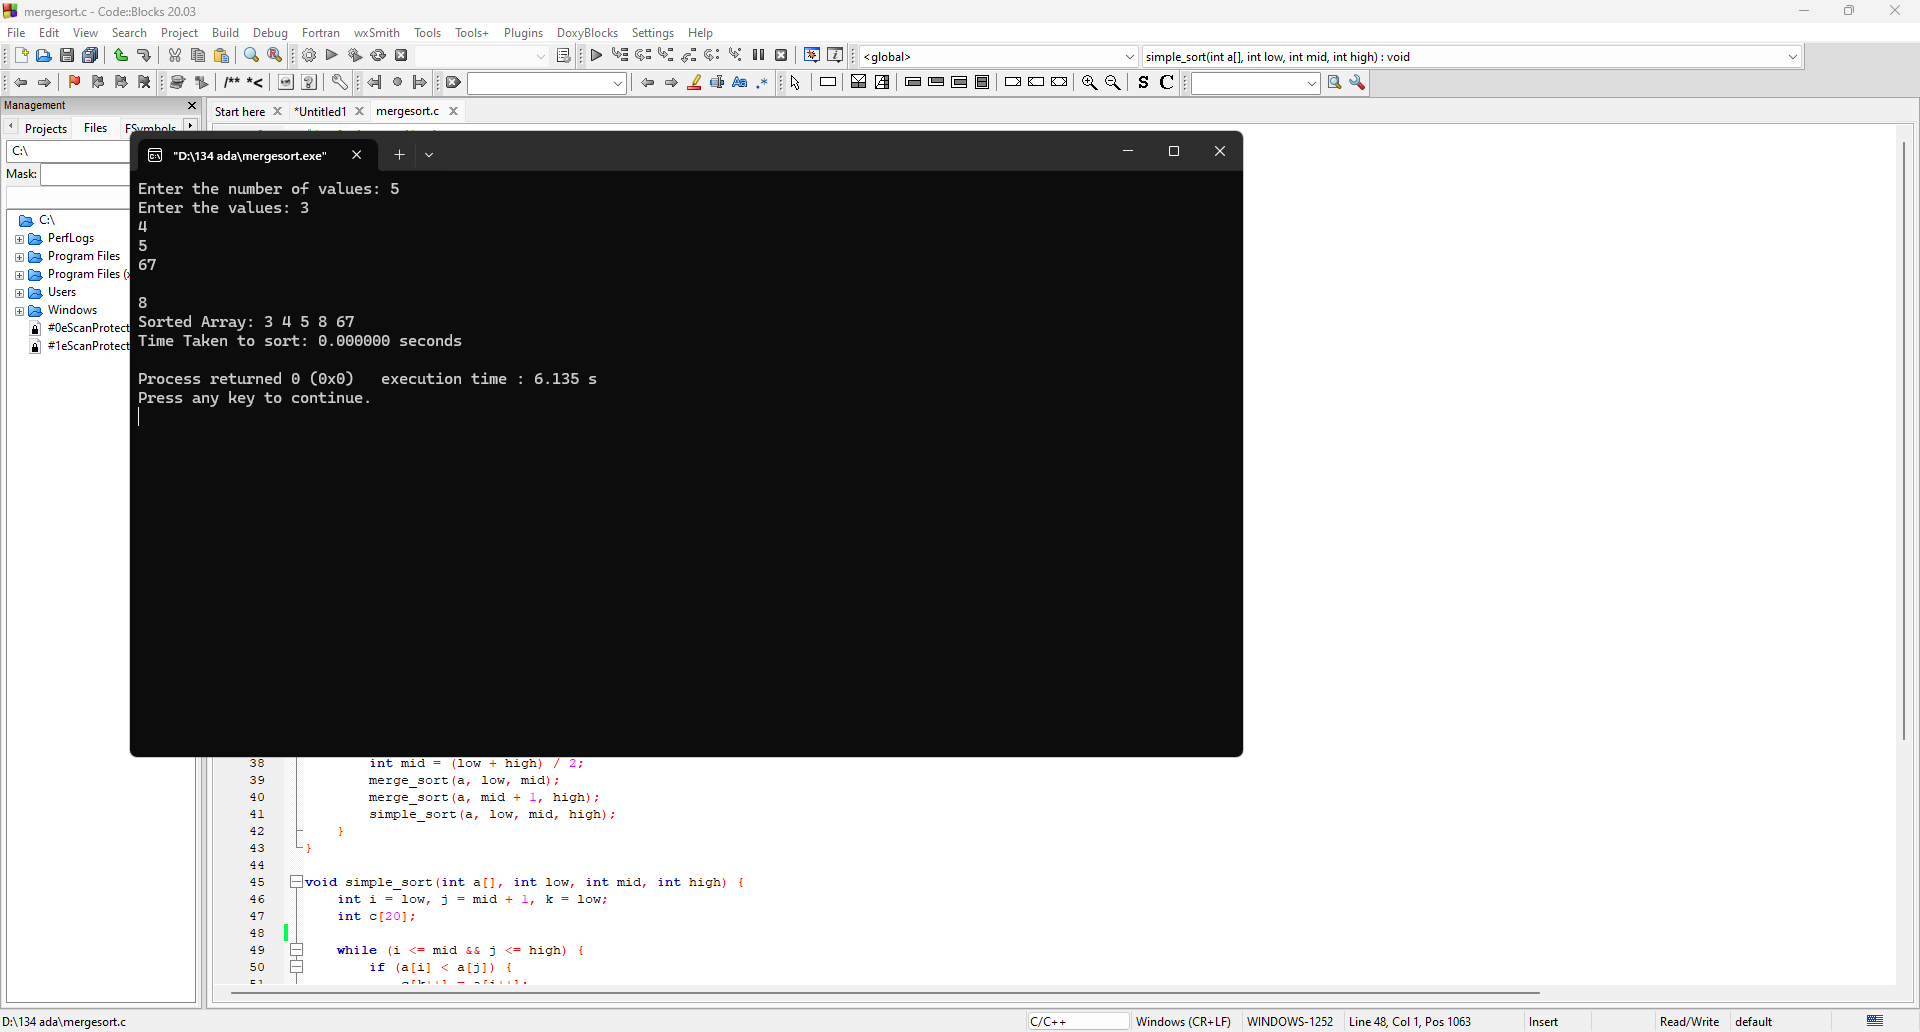 mergesort.c - Code::Blocks 20.03
File Edit View Search Project Build Debug Fortran wxSmith Tools Tools+ Plugins DoxyBlocks Settings Help
<global>
simple_sort(int a[], int low, int mid, int high) : void
/** *<
Aa .*
S C
Management
Start here *Untitled1 mergesort.c
Projects Files FSymbols
C:\
Mask:
C:\
PerfLogs
Program Files
Program Files (x
Users
Windows
#0eScanProtect
#1eScanProtect
"D:\134 ada\mergesort.exe"
Enter the number of values: 5
Enter the values: 3
4
5
67
8
Sorted Array: 3 4 5 8 67
Time Taken to sort: 0.000000 seconds
Process returned 0 (0x0)   execution time : 6.135 s
Press any key to continue.
38 int mid = (low + high) / 2;
39 merge_sort(a, low, mid);
40 merge_sort(a, mid + 1, high);
41 simple_sort(a, low, mid, high);
42 }
43 }
44
45 void simple_sort(int a[], int low, int mid, int high) {
46 int i = low, j = mid + 1, k = low;
47 int c[20];
48
49 while (i <= mid && j <= high) {
50 if (a[i] < a[j]) {
51 c[k++] = a[i++];
D:\134 ada\mergesort.c
C/C++ Windows (CR+LF) WINDOWS-1252 Line 48, Col 1, Pos 1063 Insert Read/Write default